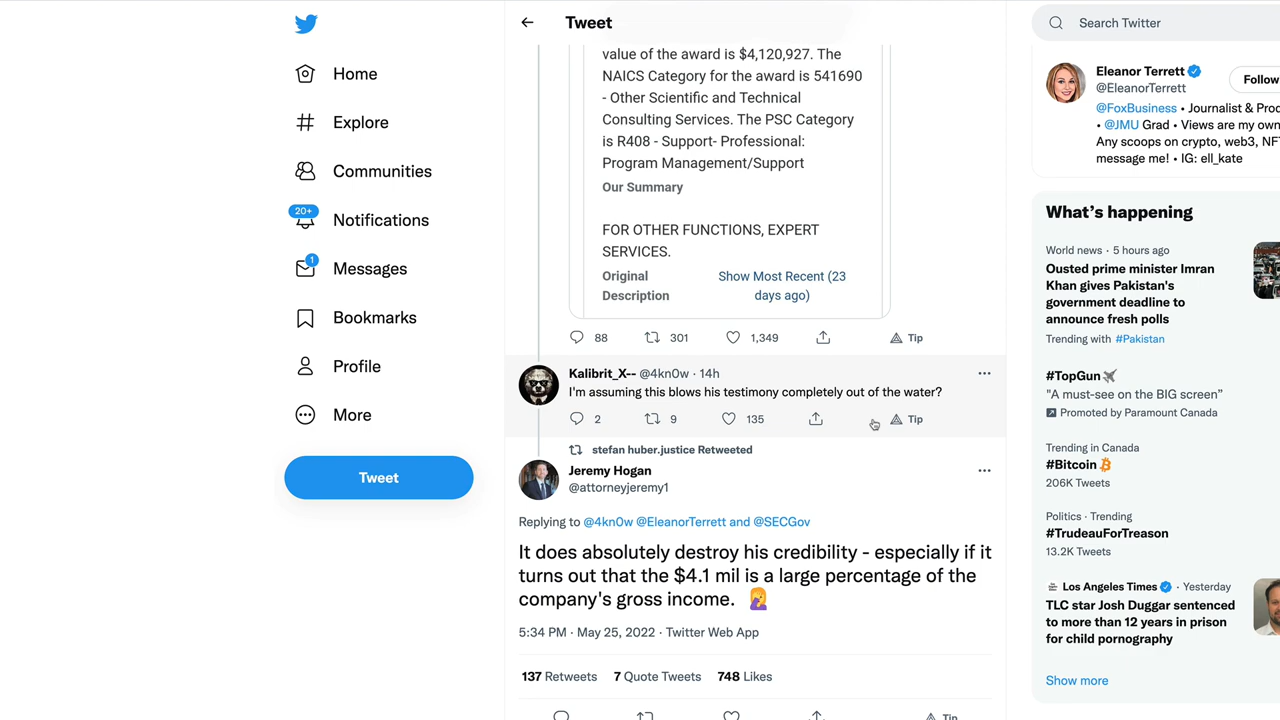 Home
Explore
Communities
20+
Notifications
1
Messages
Bookmarks
Profile
More
Tweet
Tweet
value of the award is $4,120,927. The
NAICS Category for the award is 541690
- Other Scientific and Technical
Consulting Services. The PSC Category
is R408 - Support- Professional:
Program Management/Support
Our Summary
FOR OTHER FUNCTIONS, EXPERT
SERVICES.
Original
Description
Show Most Recent (23
days ago)
88 301 1,349 Tip
Kalibrit_X-- @4kn0w · 14h
I'm assuming this blows his testimony completely out of the water?
2 9 135 Tip
stefan huber.justice Retweeted
Jeremy Hogan
@attorneyjeremy1
Replying to @4kn0w @EleanorTerrett and @SECGov
It does absolutely destroy his credibility - especially if it
turns out that the $4.1 mil is a large percentage of the
company's gross income.
5:34 PM · May 25, 2022 · Twitter Web App
137 Retweets 7 Quote Tweets 748 Likes
Tip
Search Twitter
Eleanor Terrett
@EleanorTerrett
Follow
@FoxBusiness • Journalist & Prod
• @JMU Grad • Views are my own
Any scoops on crypto, web3, NF
message me! • IG: ell_kate
What's happening
World news · 5 hours ago
Ousted prime minister Imran
Khan gives Pakistan's
government deadline to
announce fresh polls
Trending with #Pakistan
#TopGun
"A must-see on the BIG screen"
Promoted by Paramount Canada
Trending in Canada
#Bitcoin
206K Tweets
Politics · Trending
#TrudeauForTreason
13.2K Tweets
Los Angeles Times · Yesterday
TLC star Josh Duggar sentenced
to more than 12 years in prison
for child pornography
Show more